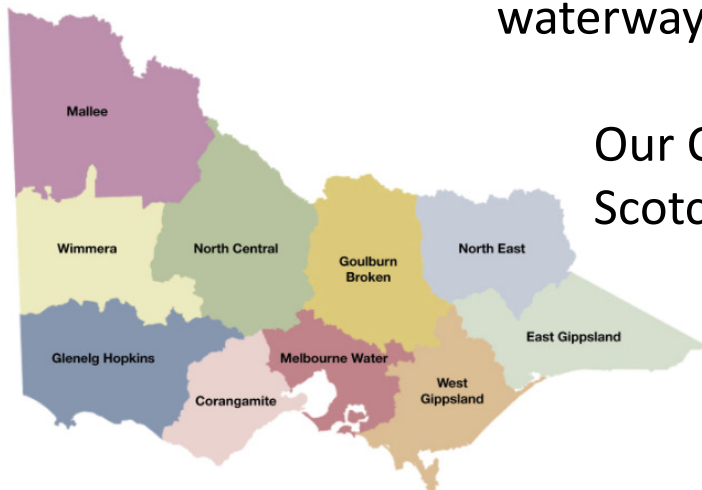 waterway
Our
Scotc
Mallee
Wimmera
North Central
Goulburn
Broken
North East
East Gippsland
Glenelg Hopkins
Melbourne Water
Corangamite
West
Gippsland